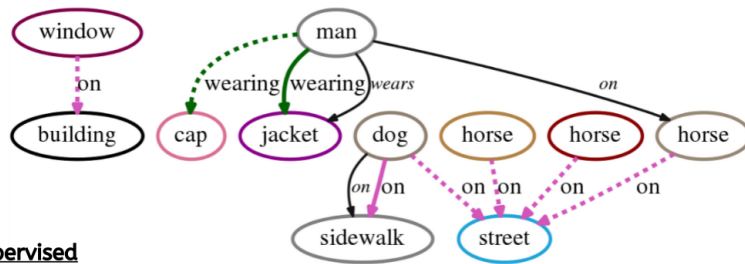 window man
on wearing wearing wears on
building cap jacket dog horse horse horse
on on on on on on
sidewalk street